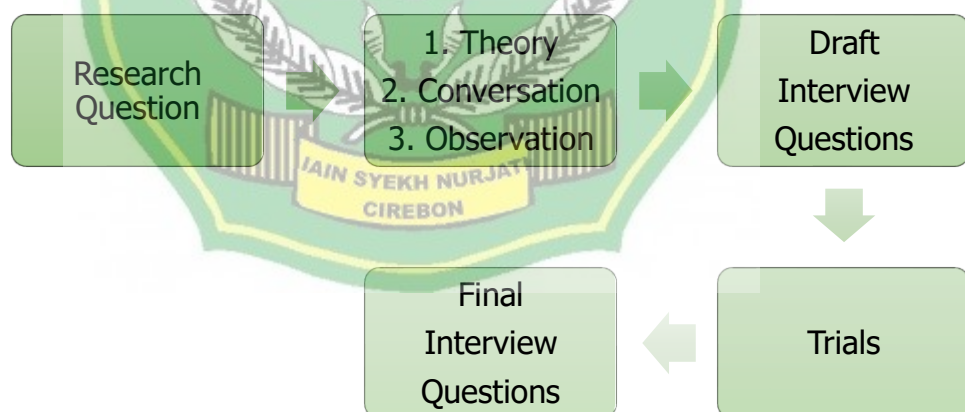 Research
Question
1. Theory
2. Conversation
3. Observation
Draft
Interview
Questions
IAIN SYEKH NURJATI
CIREBON
Final
Interview
Questions
Trials